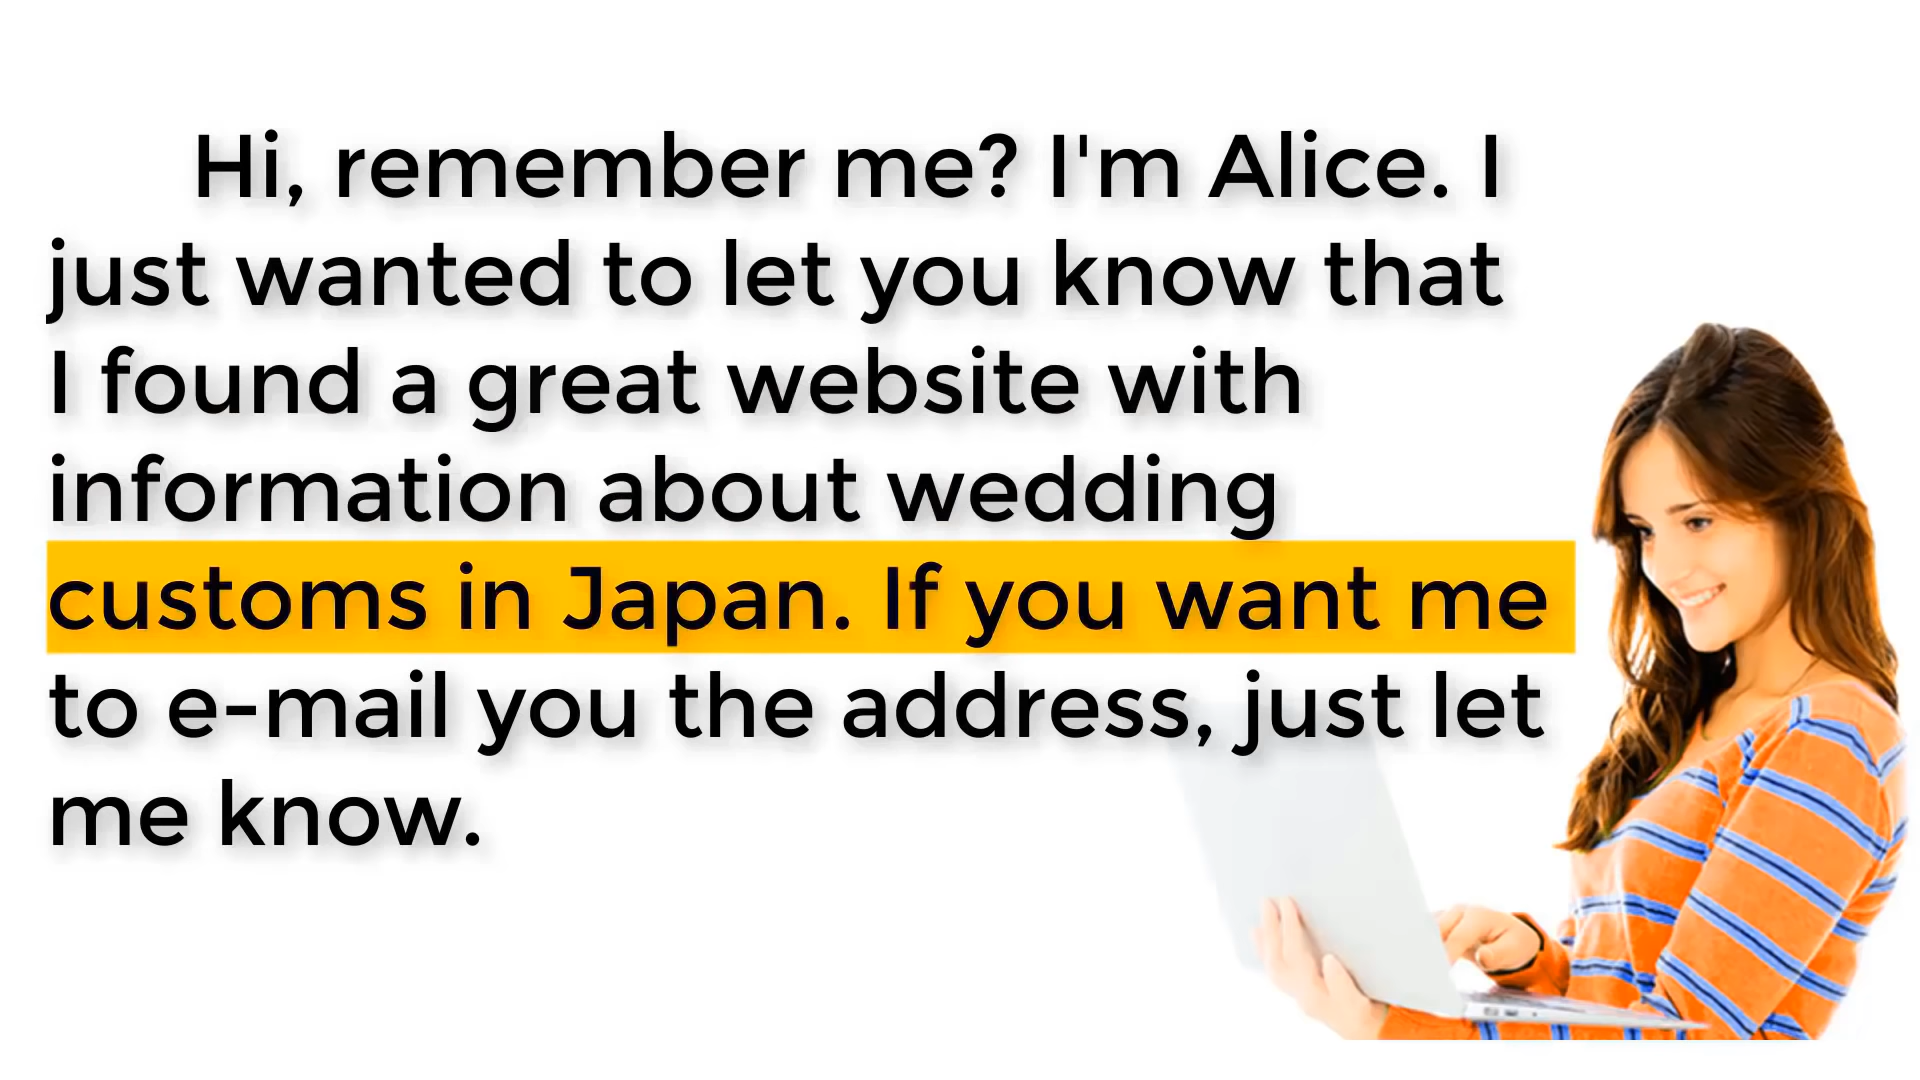 Hi, remember me? I'm Alice. I
just wanted to let you know that
I found a great website with
information about wedding
customs in Japan. If you want me
to e-mail you the address, just let
me know.